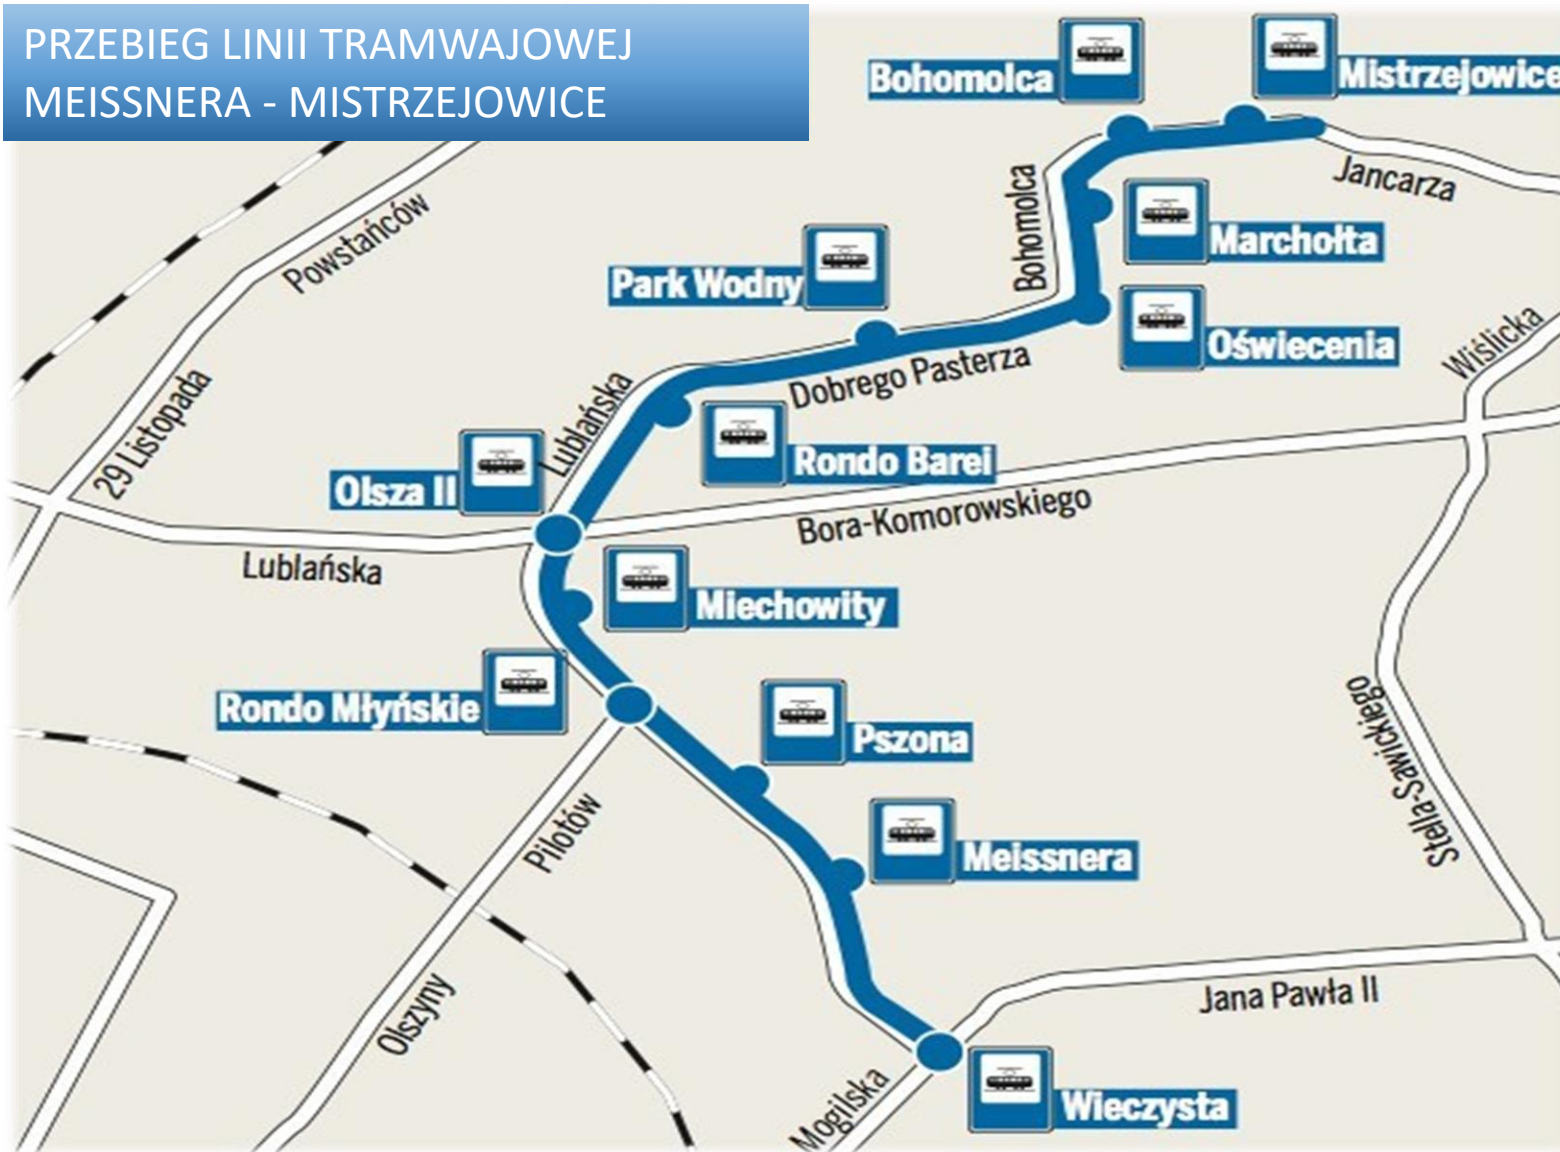 PRZEBIEG LINII TRAMWAJOWEJ
MEISSNERA - MISTRZEJOWICE
Bohomolca
Mistrzejowice
Jancarza
Bohomolca
Marchołta
Powstańców
Park Wodny
Oświecenia
Wiślicka
Dobrego Pasterza
Lublańska
29 Listopada
Rondo Barei
Olsza II
Bora-Komorowskiego
Lublańska
Miechowity
Rondo Młyńskie
Pszona
Stella-Sawickiego
Pilotów
Meissnera
Olszyny
Jana Pawła II
Mogilska
Wieczysta